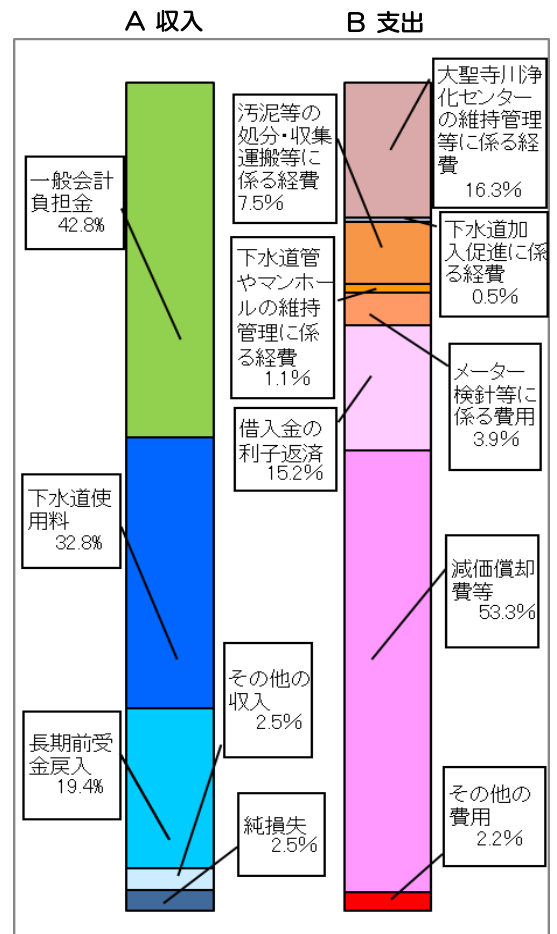 A 収入
B 支出
一般会計
負担金
42.8%
下水道使
用料
32.8%
長期前受
金戻入
19.4%
その他の
収入
2.5%
純損失
2.5%
大聖寺川浄
化センター
の維持管理
等に係る経
費
16.3%
下水道加
入促進に係
る経費
0.5%
汚泥等の
処分・収集
運搬等に
係る経費
7.5%
下水道管
やマンホー
ルの維持
管理に係
る経費
1.1%
メーター
検針等に
係る費用
3.9%
借入金の
利子返済
15.2%
減価償却
費等
53.3%
その他の
費用
2.2%